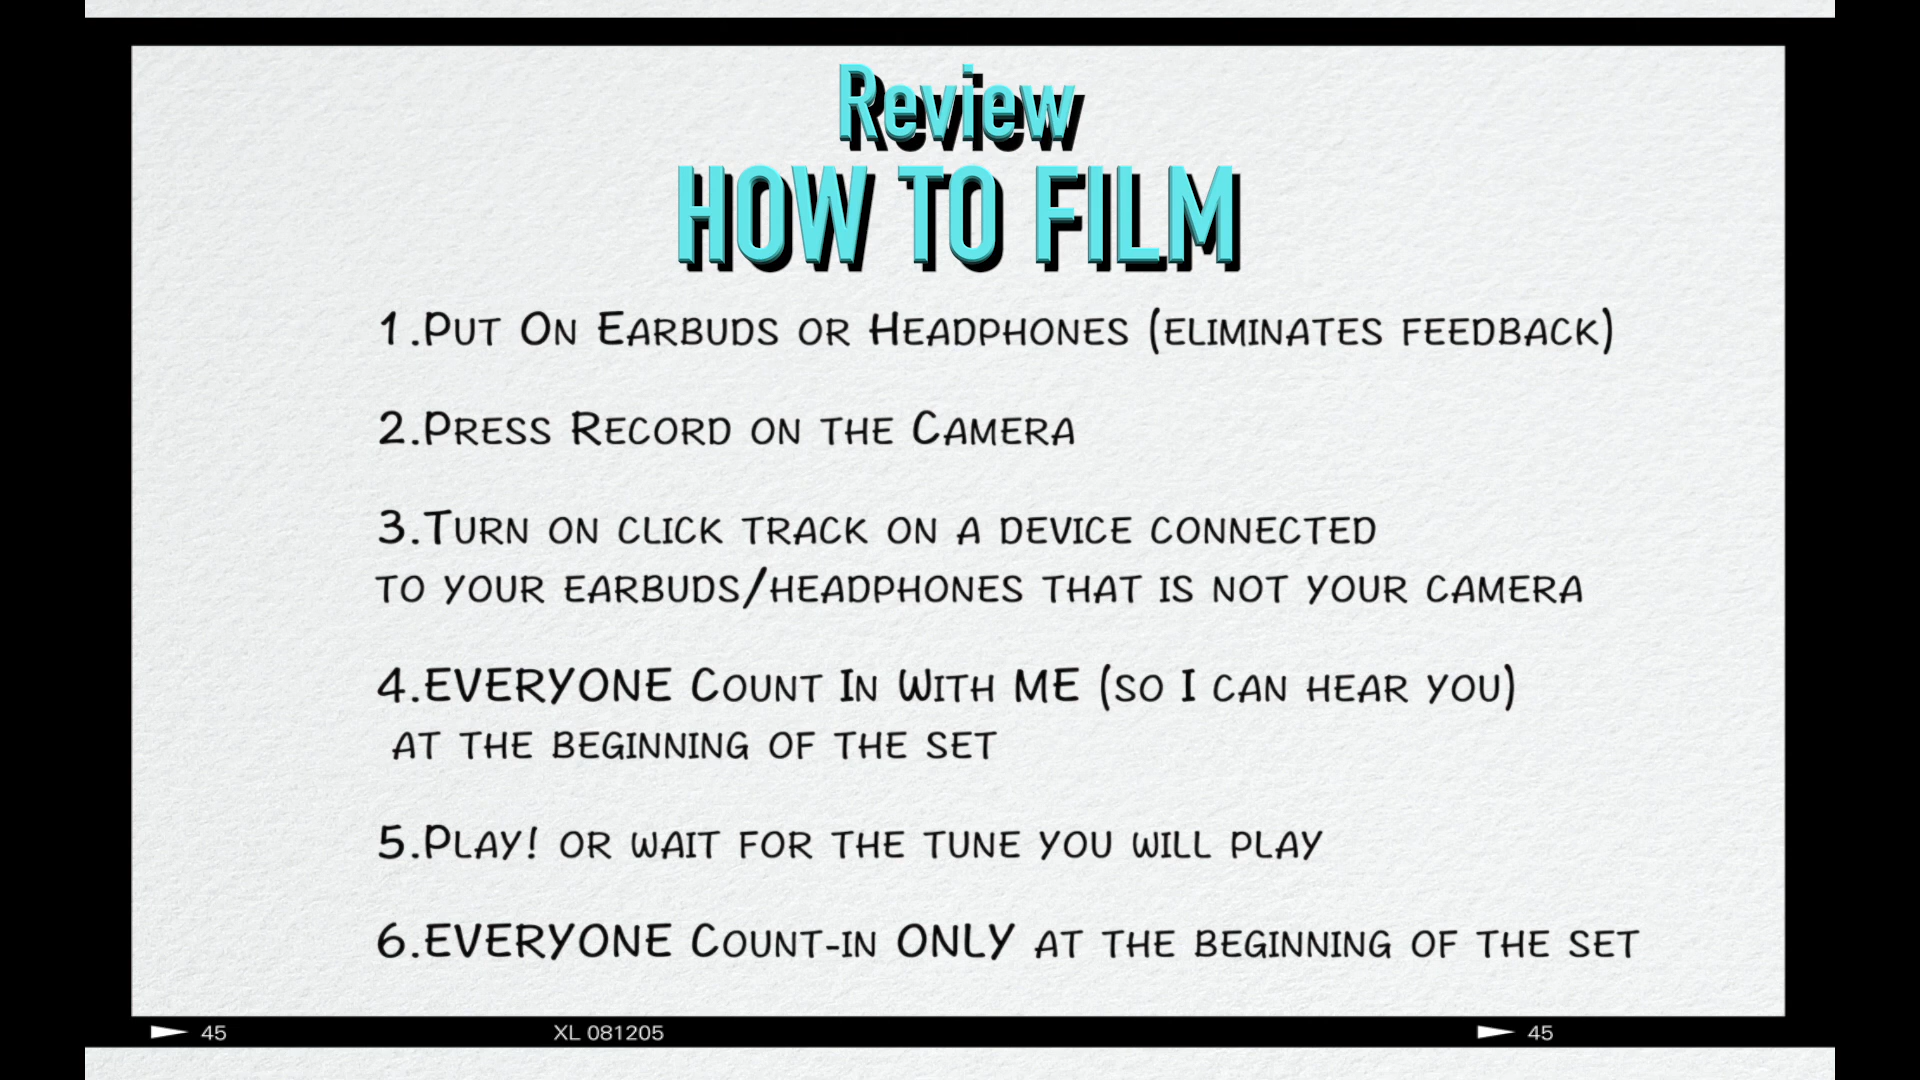 Review
HOW TO FILM
1.Put On Earbuds or Headphones (eliminates feedback)
2.Press Record on the Camera
3.Turn on click track on a device connected
to your earbuds/headphones that is not your camera
4.EVERYONE Count In With ME (so I can hear you)
at the beginning of the set
5.Play! or wait for the tune you will play
6.EVERYONE Count-in ONLY at the beginning of the set
45
XL 081205
45